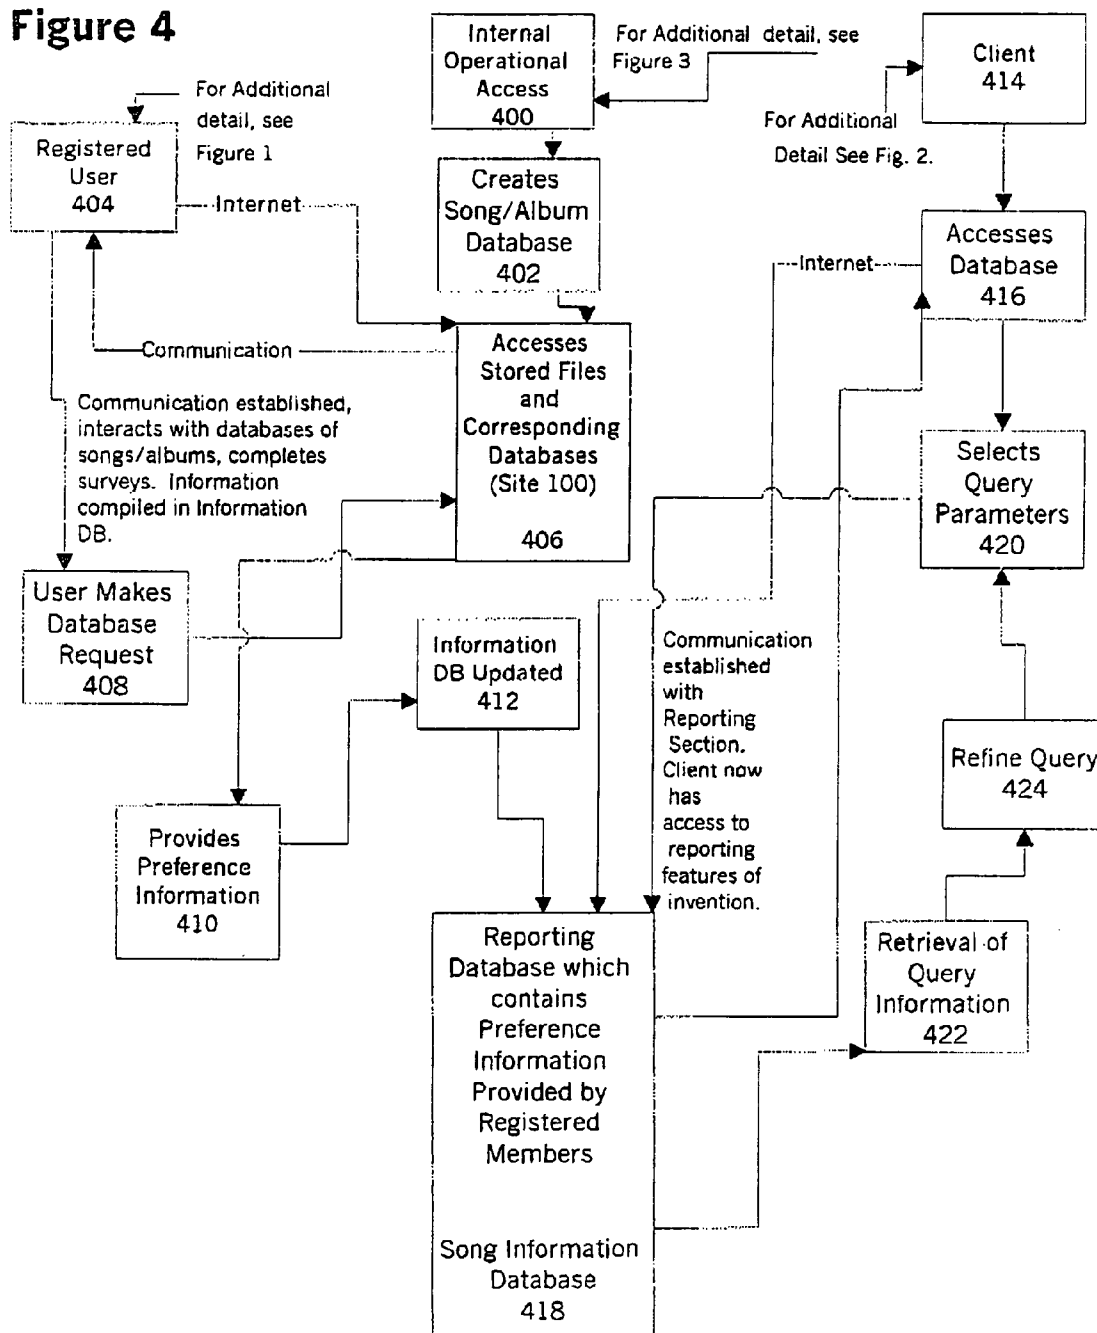 Figure 4
Internal
Operational
Access
400
For Additional detail, see
Figure 3
Client
414
For Additional
detail, see
Figure 1
For Additional
Detail See Fig. 2.
Registered
User
404
Internet
Creates
Song/Album
Database
402
Accesses
Database
416
Internet
Communication
Accesses
Stored Files
and
Corresponding
Databases
(Site 100)
406
Communication established,
interacts with databases of
songs/albums, completes
surveys. Information
compiled in Information
DB.
Selects
Query
Parameters
420
User Makes
Database
Request
408
Information
DB Updated
412
Communication
established
with
Reporting
Section.
Client now
has
access to
reporting
features of
invention.
Refine Query
424
Provides
Preference
Information
410
Retrieval of
Query
Information
422
Reporting
Database which
contains
Preference
Information
Provided by
Registered
Members
Song Information
Database
418